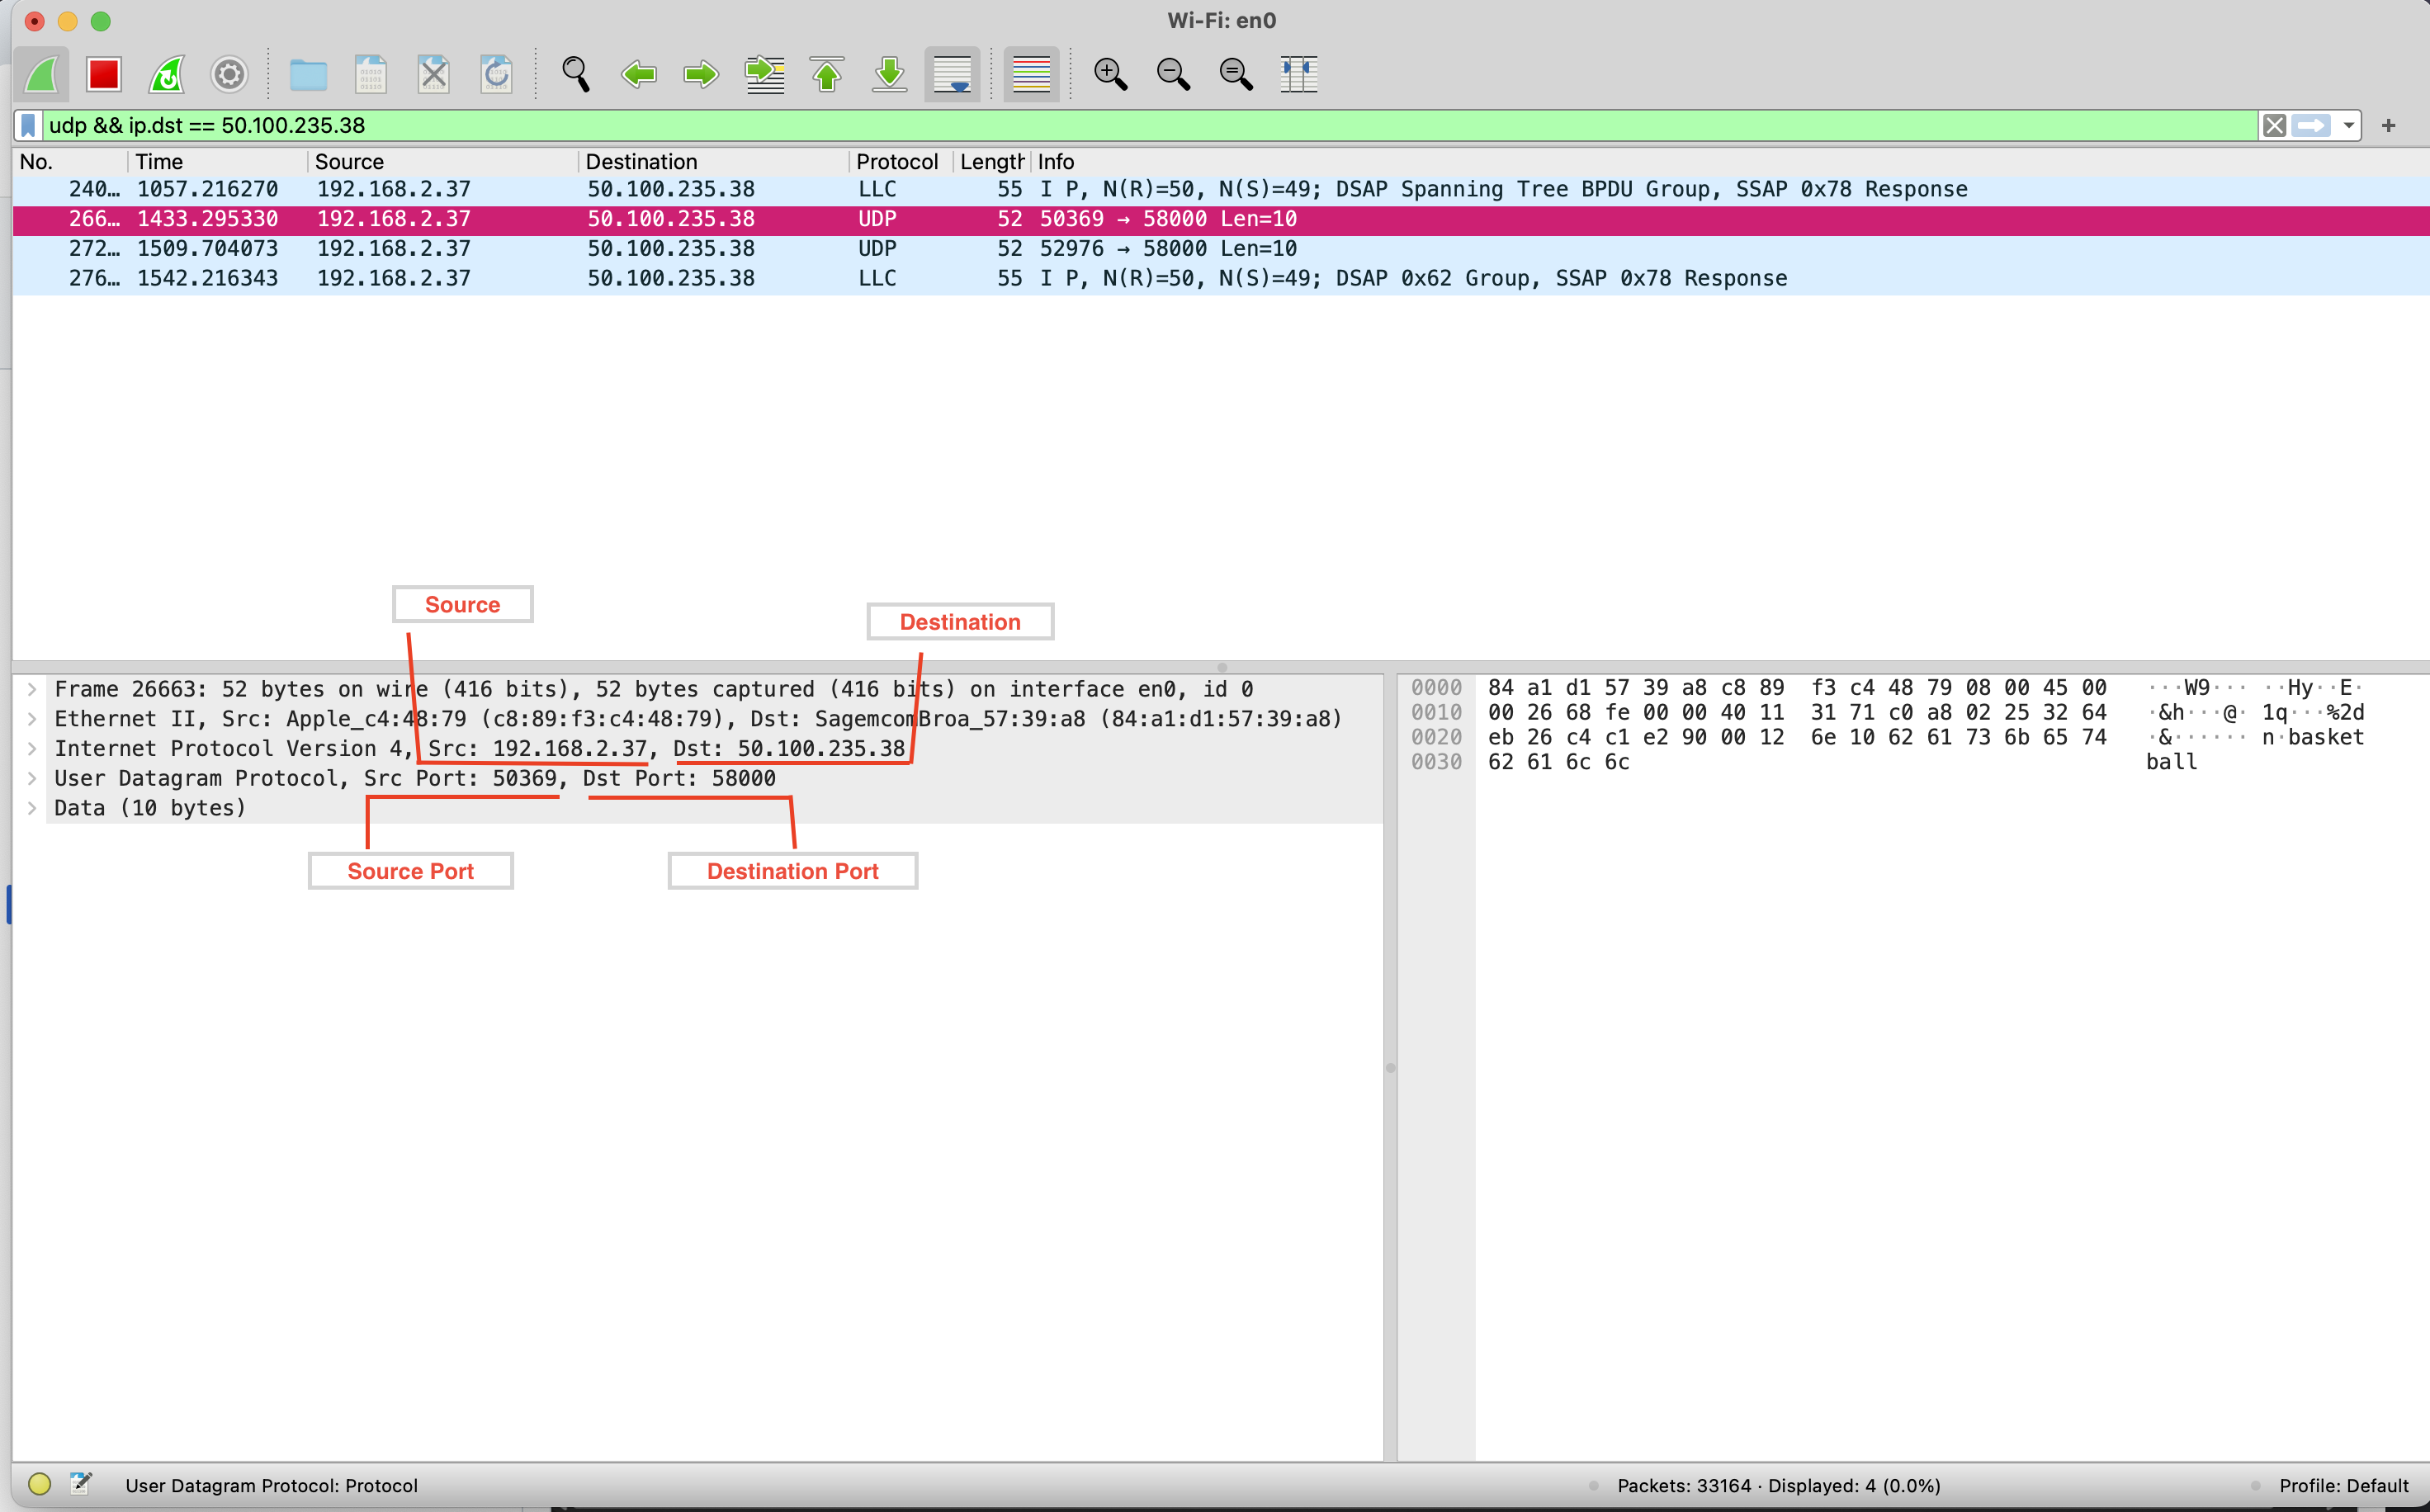 Wi-Fi: en0
udp && ip.dst == 50.100.235.38
No. Time Source Destination Protocol Length Info
240… 1057.216270 192.168.2.37 50.100.235.38 LLC 55 I P, N(R)=50, N(S)=49; DSAP Spanning Tree BPDU Group, SSAP 0x78 Response
266… 1433.295330 192.168.2.37 50.100.235.38 UDP 52 50369 → 58000 Len=10
272… 1509.704073 192.168.2.37 50.100.235.38 UDP 52 52976 → 58000 Len=10
276… 1542.216343 192.168.2.37 50.100.235.38 LLC 55 I P, N(R)=50, N(S)=49; DSAP 0x62 Group, SSAP 0x78 Response
Source
Destination
Frame 26663: 52 bytes on wire (416 bits), 52 bytes captured (416 bits) on interface en0, id 0
Ethernet II, Src: Apple_c4:48:79 (c8:89:f3:c4:48:79), Dst: SagemcomBroa_57:39:a8 (84:a1:d1:57:39:a8)
Internet Protocol Version 4, Src: 192.168.2.37, Dst: 50.100.235.38
User Datagram Protocol, Src Port: 50369, Dst Port: 58000
Data (10 bytes)
Source Port
Destination Port
0000 84 a1 d1 57 39 a8 c8 89 f3 c4 48 79 08 00 45 00 ···W9··· ··Hy··E·
0010 00 26 68 fe 00 00 40 11 31 71 c0 a8 02 25 32 64 ·&h···@· 1q···%2d
0020 eb 26 c4 c1 e2 90 00 12 6e 10 62 61 73 6b 65 74 ·&······ n·basket
0030 62 61 6c 6c ball
User Datagram Protocol: Protocol
Packets: 33164 · Displayed: 4 (0.0%)
Profile: Default